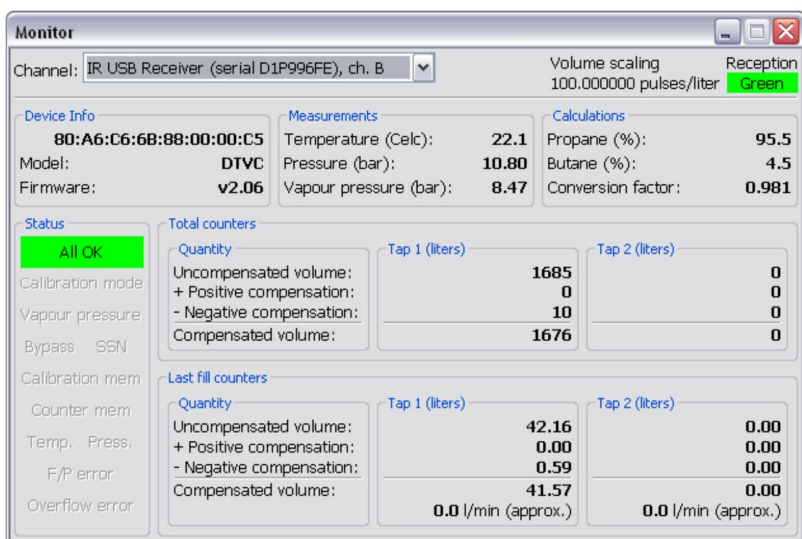 Monitor
Channel: IR USB Receiver (serial D1P996FE), ch. B
Volume scaling
100.000000 pulses/liter
Reception
Green
Device Info
80:A6:C6:6B:88:00:00:C5
Model: DTVC
Firmware: v2.06
Measurements
Temperature (Celc): 22.1
Pressure (bar): 10.80
Vapour pressure (bar): 8.47
Calculations
Propane (%): 95.5
Butane (%): 4.5
Conversion factor: 0.981
Status
All OK
Calibration mode
Vapour pressure
Bypass SSN
Calibration mem
Counter mem
Temp. Press.
F/P error
Overflow error
Total counters
Quantity Tap 1 (liters) Tap 2 (liters)
Uncompensated volume: 1685 0
+ Positive compensation: 0 0
- Negative compensation: 10 0
Compensated volume: 1676 0
Last fill counters
Quantity Tap 1 (liters) Tap 2 (liters)
Uncompensated volume: 42.16 0.00
+ Positive compensation: 0.00 0.00
- Negative compensation: 0.59 0.00
Compensated volume: 41.57 0.00
0.0 l/min (approx.) 0.0 l/min (approx.)